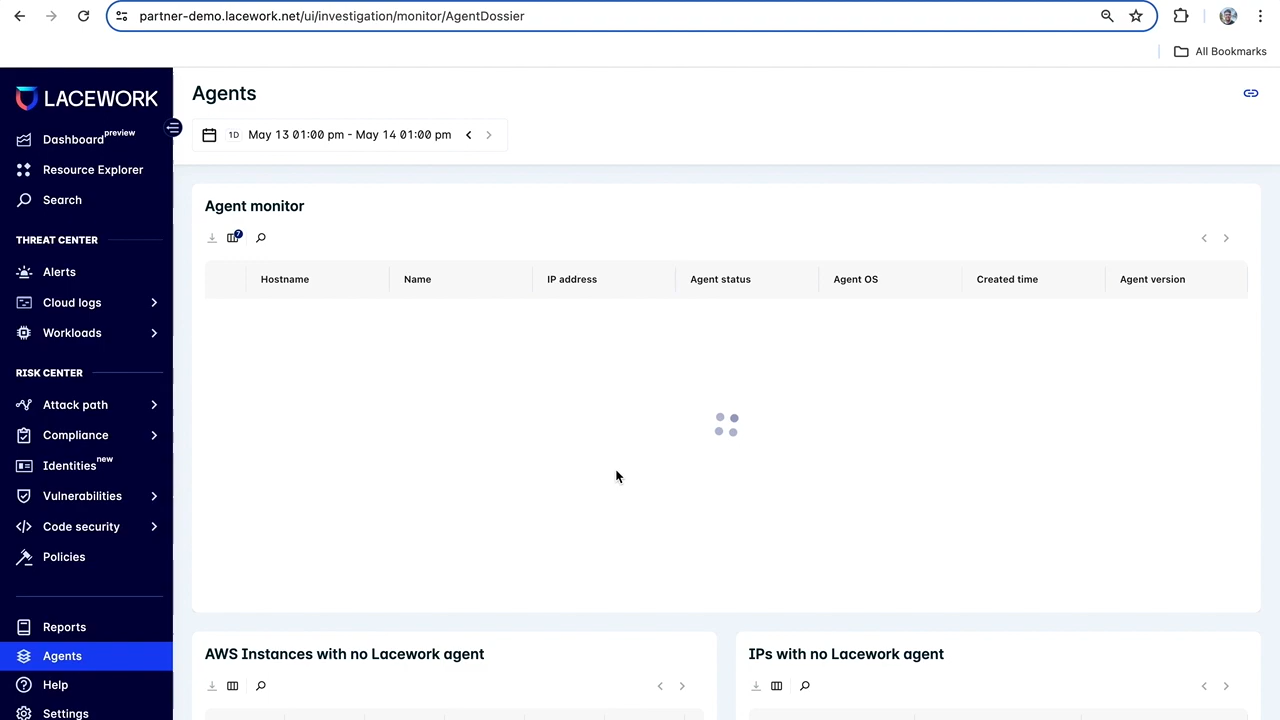 partner-demo.lacework.net/ui/investigation/monitor/AgentDossier
All Bookmarks
LACEWORK
Dashboard preview
Resource Explorer
Search
THREAT CENTER
Alerts
Cloud logs
Workloads
RISK CENTER
Attack path
Compliance
Identities new
Vulnerabilities
Code security
Policies
Reports
Agents
Help
Settings
Agents
1D May 13 01:00 pm - May 14 01:00 pm
Agent monitor
7
Hostname Name IP address Agent status Agent OS Created time Agent version
AWS Instances with no Lacework agent
IPs with no Lacework agent